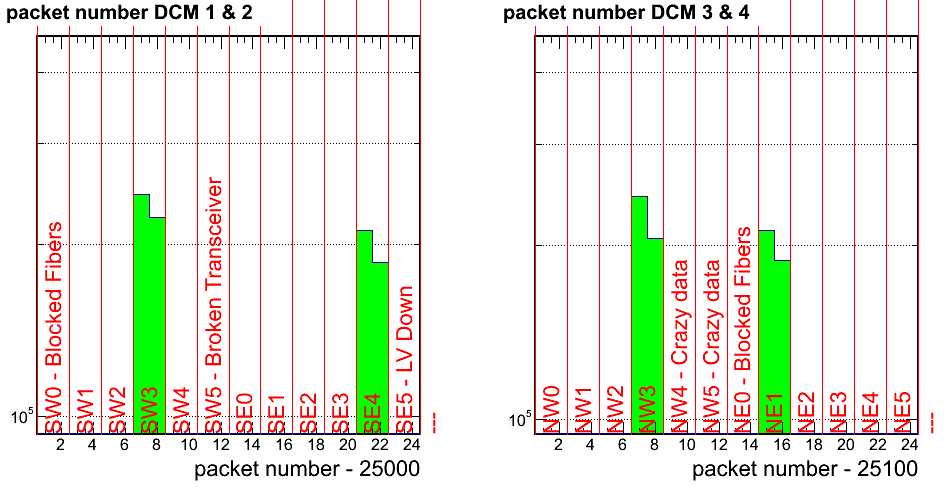 packet number DCM 1 & 2
10^5
SW0 - Blocked Fibers
SW1
SW2
SW3
SW4
SW5 - Broken Transceiver
SE0
SE1
SE2
SE3
SE4
SE5 - LV Down
---
2 4 6 8 10 12 14 16 18 20 22 24
packet number - 25000
packet number DCM 3 & 4
10^5
NW0
NW1
NW2
NW3
NW4 - Crazy data
NW5 - Crazy data
NE0 - Blocked Fibers
NE1
NE2
NE3
NE4
NE5
---
2 4 6 8 10 12 14 16 18 20 22 24
packet number - 25100